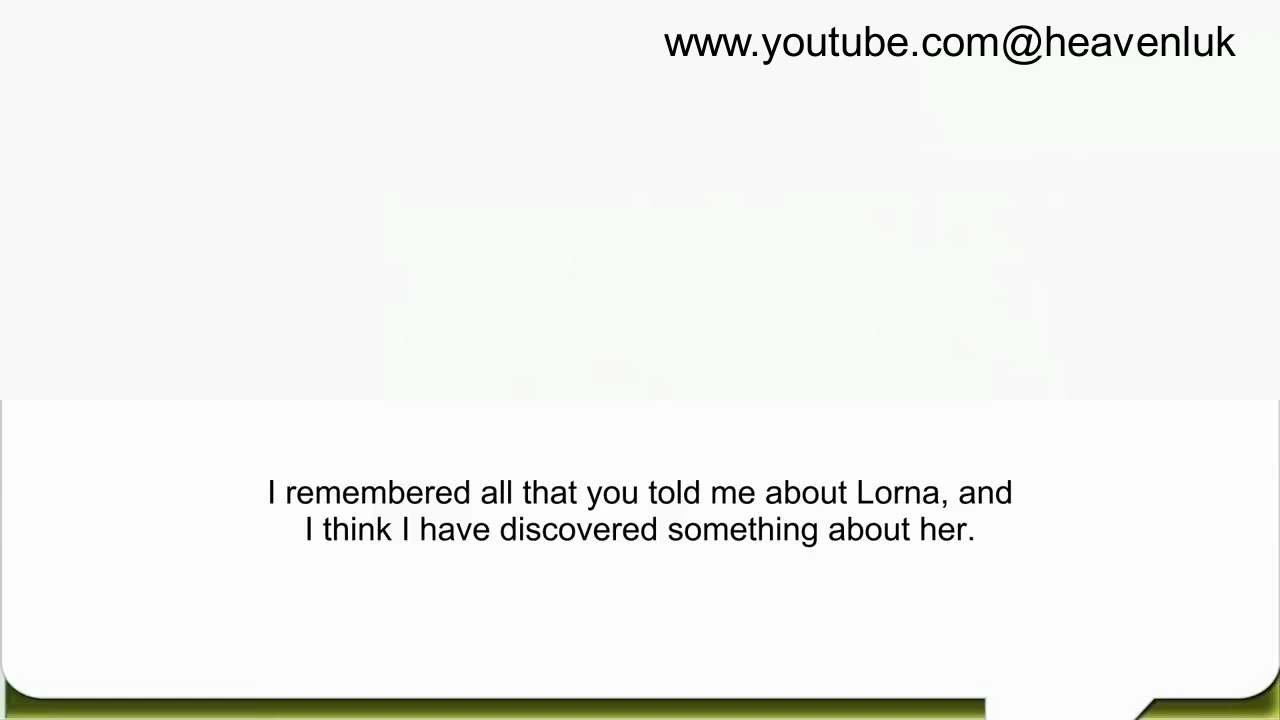 www.youtube.com@heavenluk
I remembered all that you told me about Lorna, and
I think I have discovered something about her.